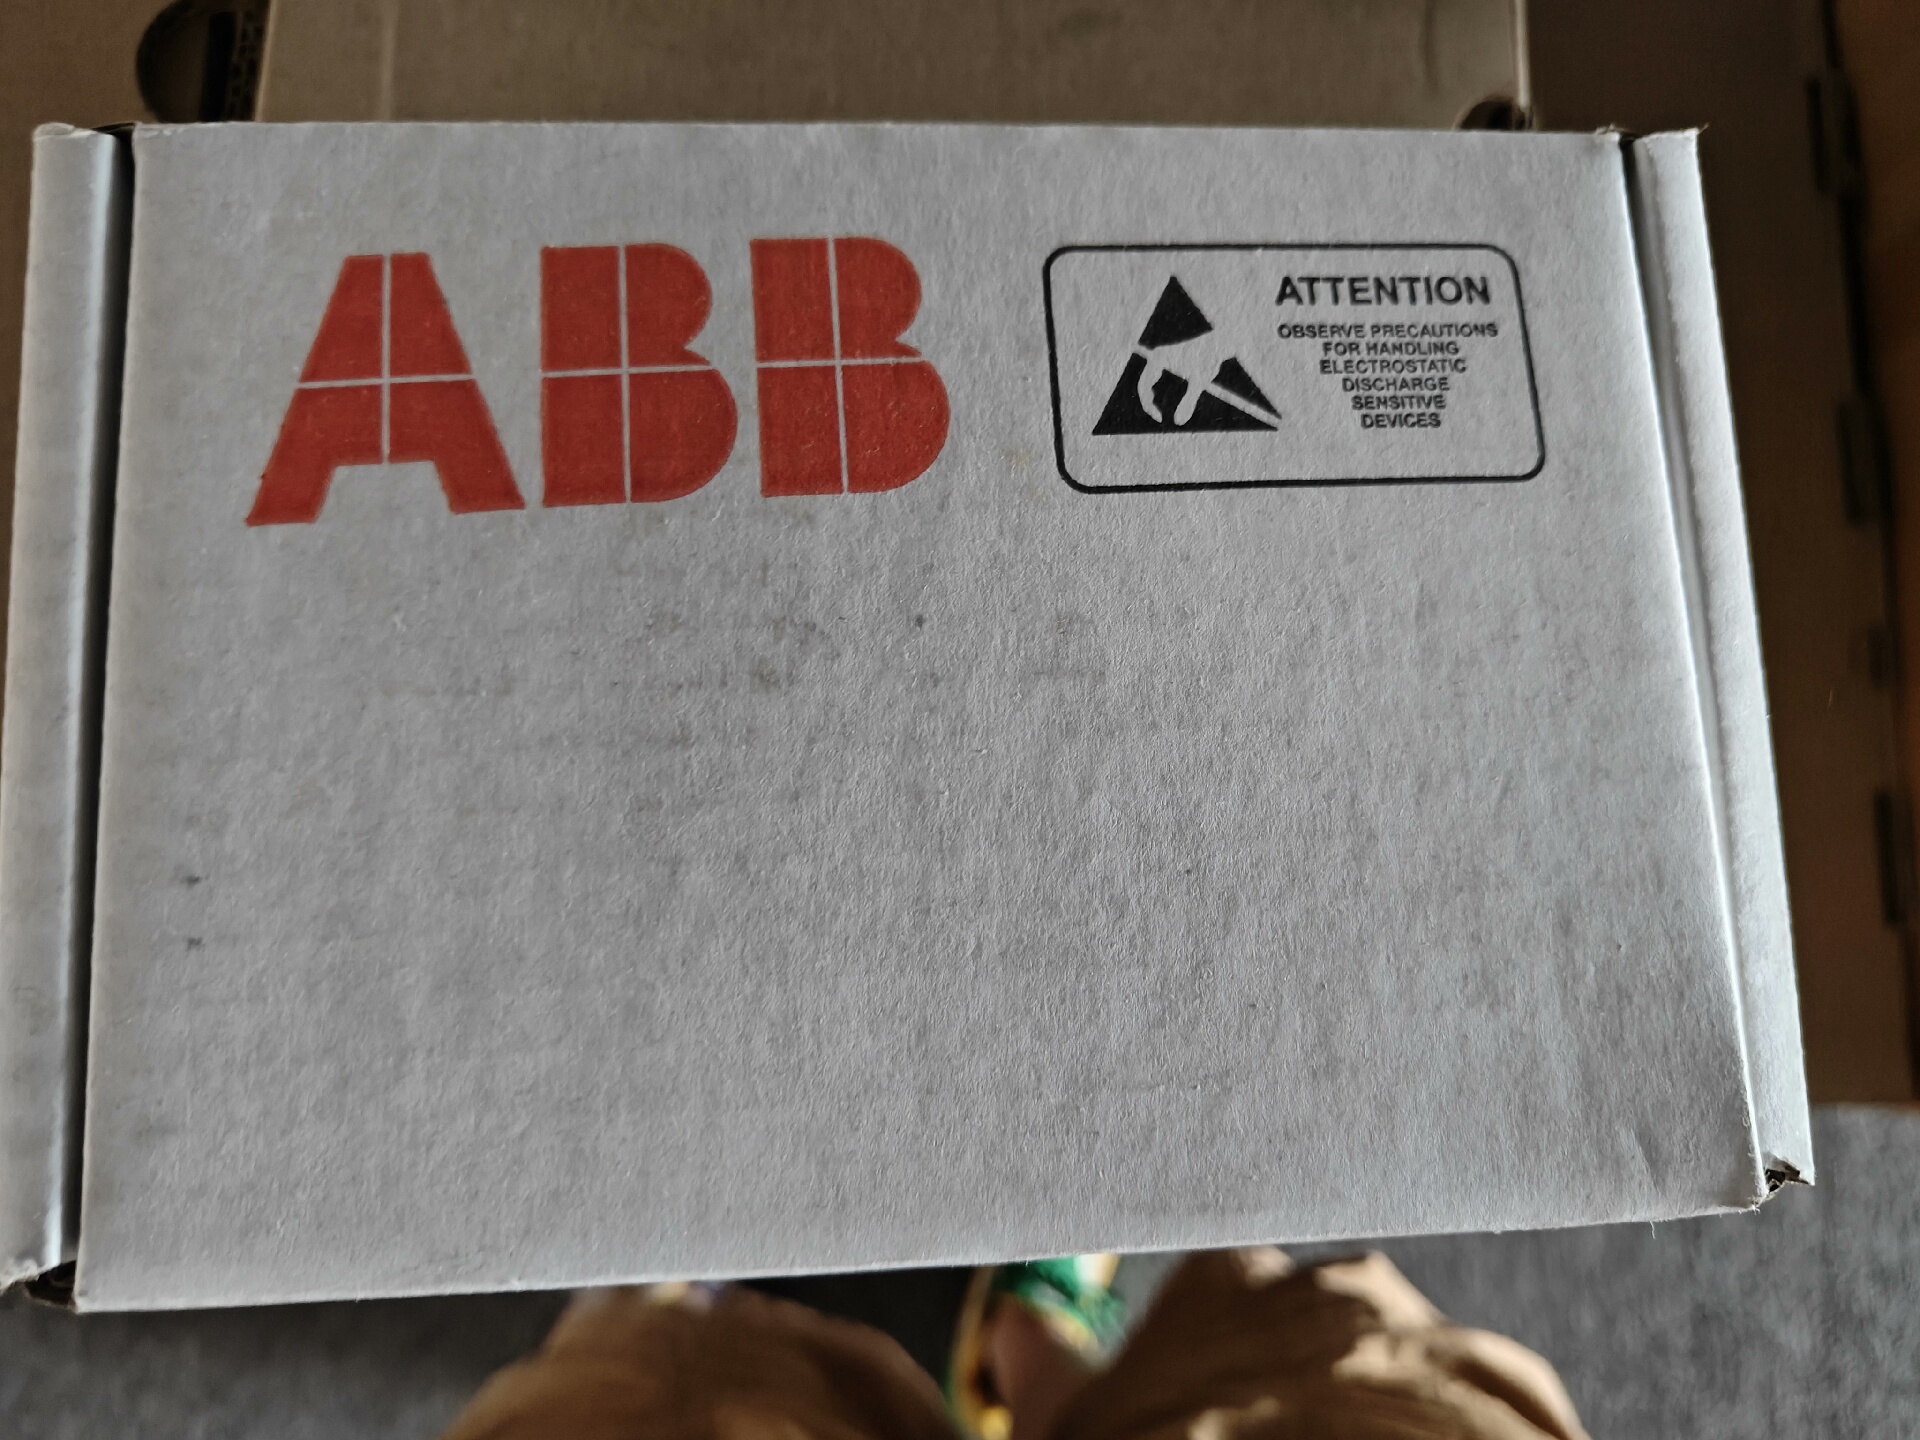 ABB
ATTENTION
OBSERVE PRECAUTIONS
FOR HANDLING
ELECTROSTATIC
DISCHARGE
SENSITIVE
DEVICES